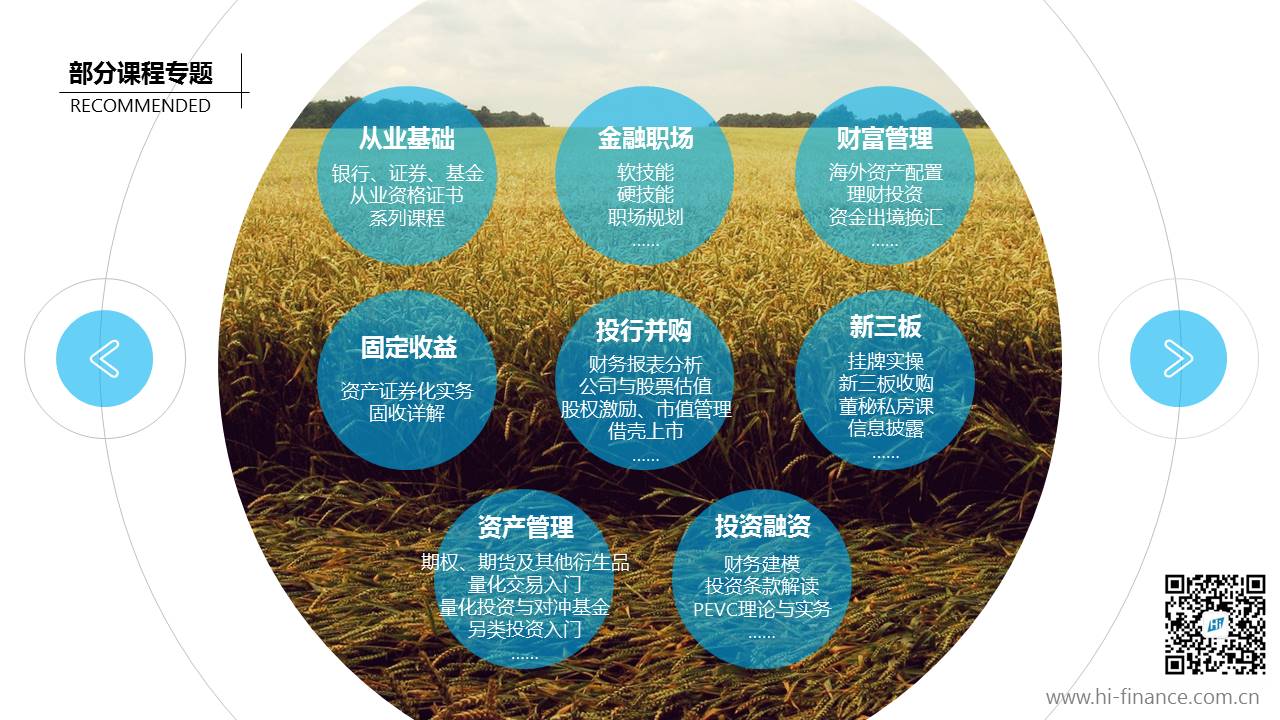 部分课程专题
RECOMMENDED
从业基础
银行、证券、基金
从业资格证书
系列课程
金融职场
软技能
硬技能
职场规划
......
财富管理
海外资产配置
理财投资
资金出境换汇
......
固定收益
资产证券化实务
固收详解
投行并购
财务报表分析
公司与股票估值
股权激励、市值管理
借壳上市
......
新三板
挂牌实操
新三板收购
董秘私房课
信息披露
......
资产管理
期权、期货及其他衍生品
量化交易入门
量化投资与对冲基金
另类投资入门
......
投资融资
财务建模
投资条款解读
PEVC理论与实务
......
www.hi-finance.com.cn